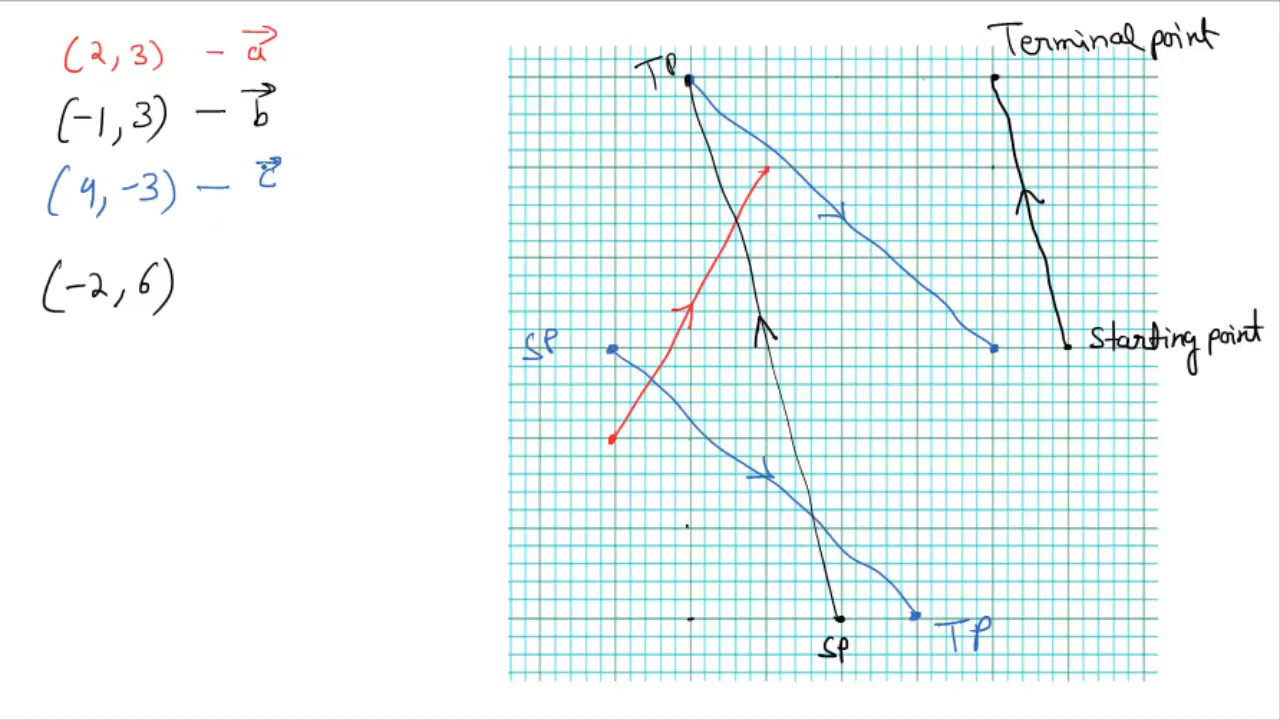 (2,3) - a
(-1,3) - b
(4,-3) - c
(-2,6)
Terminal point
TP
SP
Starting point
TP
SP